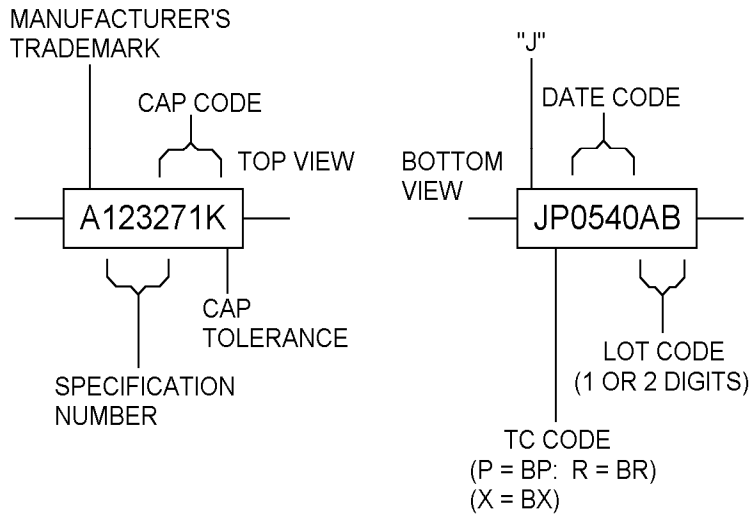 MANUFACTURER'S
TRADEMARK
CAP CODE
TOP VIEW
A123271K
CAP
TOLERANCE
SPECIFICATION
NUMBER
"J"
DATE CODE
BOTTOM
VIEW
JP0540AB
LOT CODE
(1 OR 2 DIGITS)
TC CODE
(P = BP: R = BR)
(X = BX)